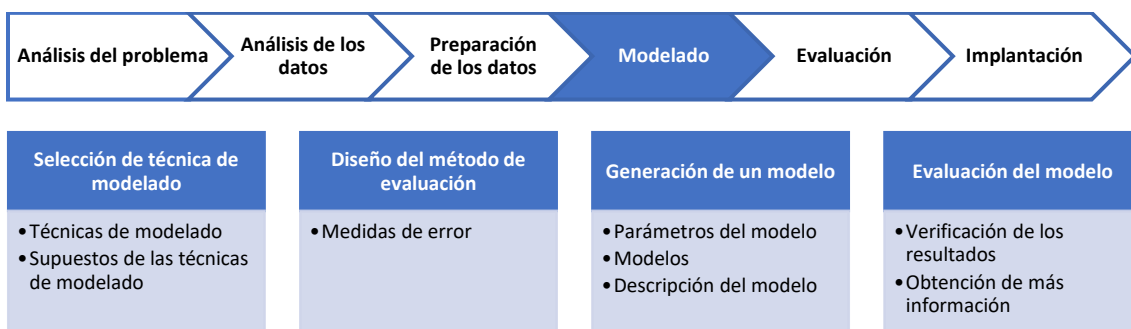 Análisis del problema
Análisis de los
datos
Preparación
de los datos
Modelado
Evaluación
Implantación
Selección de técnica de
modelado
•Técnicas de modelado
•Supuestos de las técnicas
de modelado
Diseño del método de
evaluación
•Medidas de error
Generación de un modelo
•Parámetros del modelo
•Modelos
•Descripción del modelo
Evaluación del modelo
•Verificación de los
resultados
•Obtención de más
información